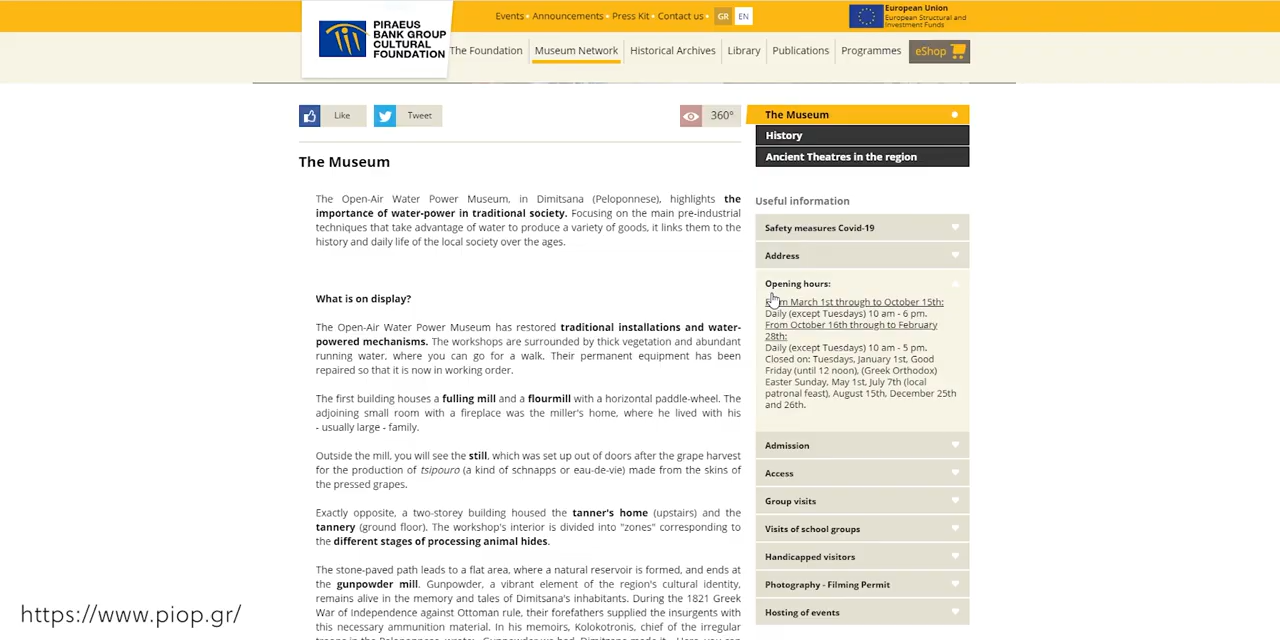 Events Announcements Press Kit Contact us GR EN
European Union
European Structural and
Investment Funds
PIRAEUS
BANK GROUP
CULTURAL
FOUNDATION
The Foundation Museum Network Historical Archives Library Publications Programmes eShop
Like Tweet 360°
The Museum
The Open-Air Water Power Museum, in Dimitsana (Peloponnese), highlights the
importance of water-power in traditional society. Focusing on the main pre-industrial
techniques that take advantage of water to produce a variety of goods, it links them to the
history and daily life of the local society over the ages.
What is on display?
The Open-Air Water Power Museum has restored traditional installations and water-
powered mechanisms. The workshops are surrounded by thick vegetation and abundant
running water, where you can go for a walk. Their permanent equipment has been
repaired so that it is now in working order.
The first building houses a fulling mill and a flourmill with a horizontal paddle-wheel. The
adjoining small room with a fireplace was the miller's home, where he lived with his
- usually large - family.
Outside the mill, you will see the still, which was set up out of doors after the grape harvest
for the production of tsipouro (a kind of schnapps or eau-de-vie) made from the skins of
the pressed grapes.
Exactly opposite, a two-storey building housed the tanner's home (upstairs) and the
tannery (ground floor). The workshop's interior is divided into "zones" corresponding to
the different stages of processing animal hides.
The stone-paved path leads to a flat area, where a natural reservoir is formed, and ends at
the gunpowder mill. Gunpowder, a vibrant element of the region's cultural identity,
remains alive in the memory and tales of Dimitsana's inhabitants. During the 1821 Greek
War of Independence against Ottoman rule, their forefathers supplied the insurgents with
this necessary ammunition material. In his memoirs, Kolokotronis, chief of the irregular
The Museum
History
Ancient Theatres in the region
Useful information
Safety measures Covid-19
Address
Opening hours:
From March 1st through to October 15th:
Daily (except Tuesdays) 10 am - 6 pm.
From October 16th through to February
28th:
Daily (except Tuesdays) 10 am - 5 pm.
Closed on: Tuesdays, January 1st, Good
Friday (until 12 noon), (Greek Orthodox)
Easter Sunday, May 1st, July 7th (local
patronal feast), August 15th, December 25th
and 26th.
Admission
Access
Group visits
Visits of school groups
Handicapped visitors
Photography - Filming Permit
Hosting of events
https://www.piop.gr/